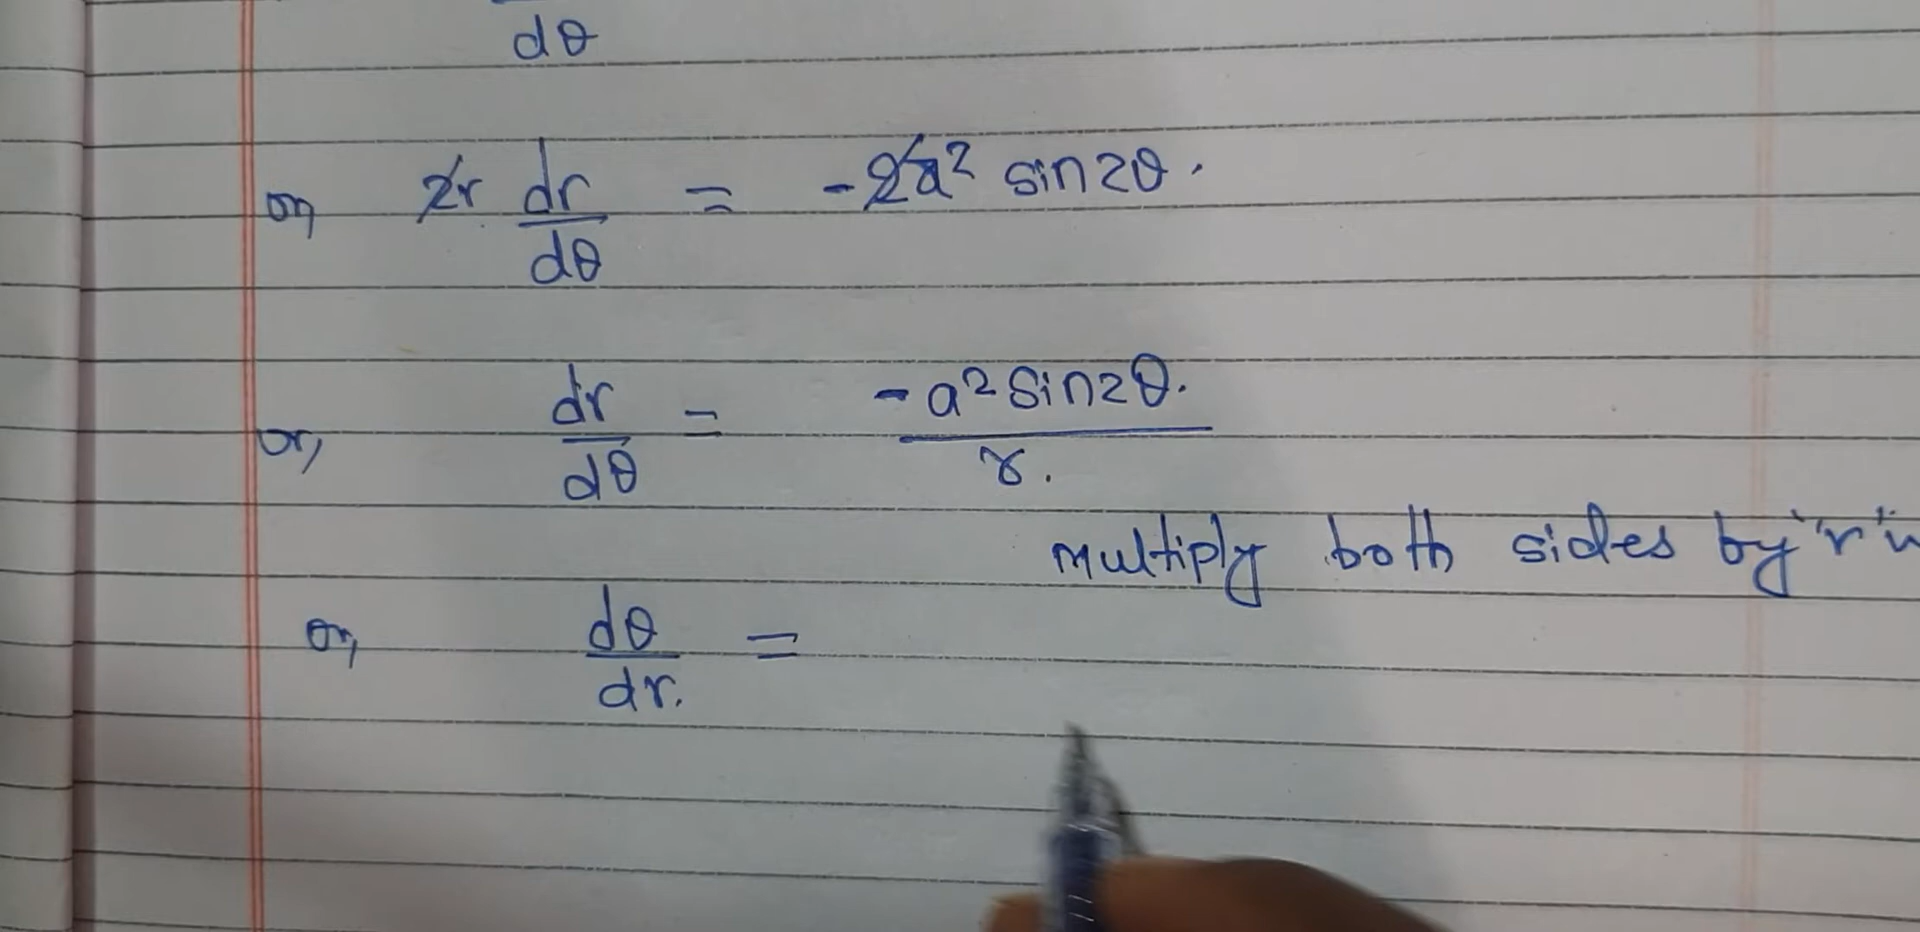 dθ
or, 2r dr/dθ = -2a² sin2θ.
or, dr/dθ = -a² sin2θ./r.
multiply both sides by "r"
or, dθ/dr. =